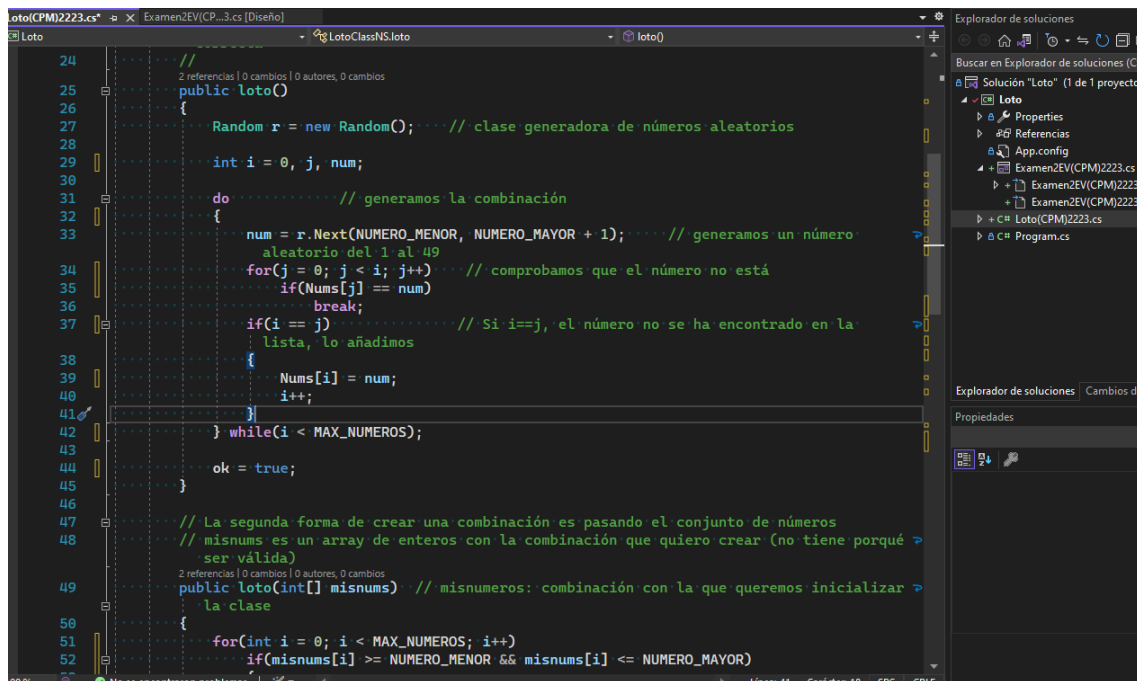 Loto(CPM)2223.cs* Examen2EV(CP...3.cs [Diseño]
Loto LotoClassNS.loto loto()
24 //
2 referencias | 0 cambios | 0 autores, 0 cambios
25 public loto()
26 {
27 Random r = new Random(); // clase generadora de números aleatorios
28
29 int i = 0, j, num;
30
31 do // generamos la combinación
32 {
33 num = r.Next(NUMERO_MENOR, NUMERO_MAYOR + 1); // generamos un número
aleatorio del 1 al 49
34 for(j = 0; j < i; j++) // comprobamos que el número no está
35 if(Nums[j] == num)
36 break;
37 if(i == j) // Si i==j, el número no se ha encontrado en la
lista, lo añadimos
38 {
39 Nums[i] = num;
40 i++;
41 }
42 } while(i < MAX_NUMEROS);
43
44 ok = true;
45 }
46
47 // La segunda forma de crear una combinación es pasando el conjunto de números
48 // misnums es un array de enteros con la combinación que quiero crear (no tiene porqué
ser válida)
2 referencias | 0 cambios | 0 autores, 0 cambios
49 public loto(int[] misnums) // misnumeros: combinación con la que queremos inicializar
la clase
50 {
51 for(int i = 0; i < MAX_NUMEROS; i++)
52 if(misnums[i] >= NUMERO_MENOR && misnums[i] <= NUMERO_MAYOR)
Explorador de soluciones
Buscar en Explorador de soluciones (C
Solución "Loto" (1 de 1 proyecto
C# Loto
Properties
Referencias
App.config
Examen2EV(CPM)2223.cs
Examen2EV(CPM)2223
Examen2EV(CPM)2223
C# Loto(CPM)2223.cs
C# Program.cs
Explorador de soluciones Cambios d
Propiedades